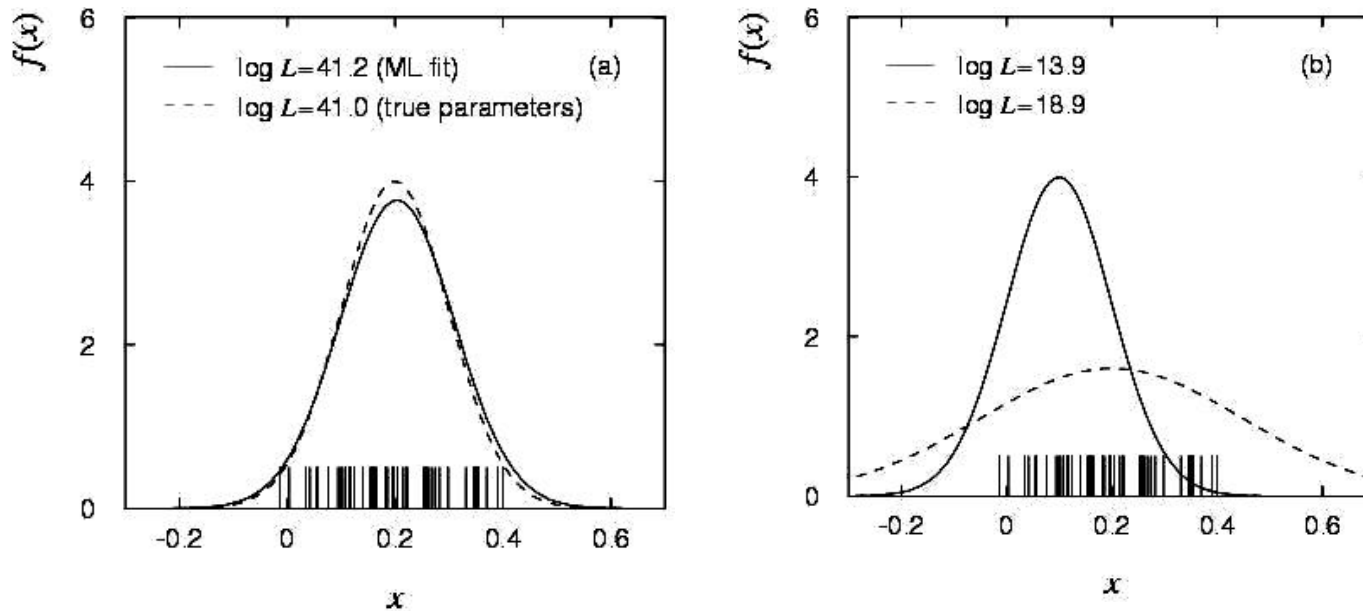 f(x)
6
log L=41.2 (ML fit)
(a)
log L=41.0 (true parameters)
4
2
0
-0.2 0 0.2 0.4 0.6
x
f(x)
6
log L=13.9
(b)
log L=18.9
4
2
0
-0.2 0 0.2 0.4 0.6
x